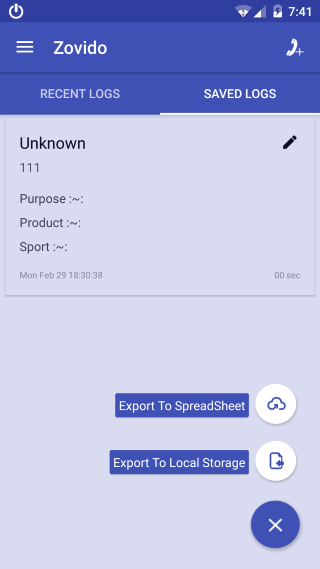 7:41
Zovido
RECENT LOGS
SAVED LOGS
Unknown
111
Purpose :~:
Product :~:
Sport :~:
Mon Feb 29 18:30:38
00 sec
Export To SpreadSheet
Export To Local Storage